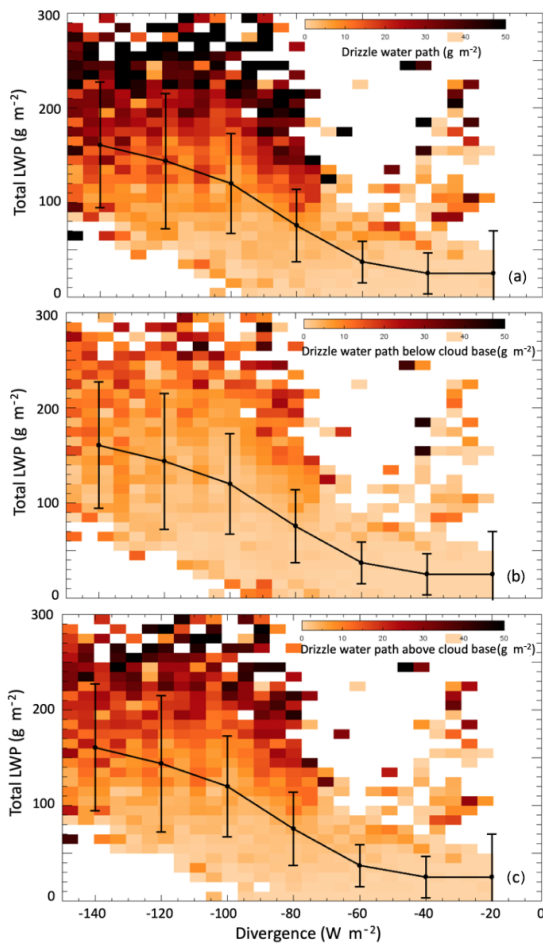 300
200
100
0
Total LWP (g m⁻²)
0 10 20 30 40 50
Drizzle water path (g m⁻²)
(a)
300
200
100
0
Total LWP (g m⁻²)
0 10 20 30 40 50
Drizzle water path below cloud base(g m⁻²)
(b)
300
200
100
0
Total LWP (g m⁻²)
0 10 20 30 40 50
Drizzle water path above cloud base(g m⁻²)
(c)
-140 -120 -100 -80 -60 -40 -20 0
Divergence (W m⁻²)